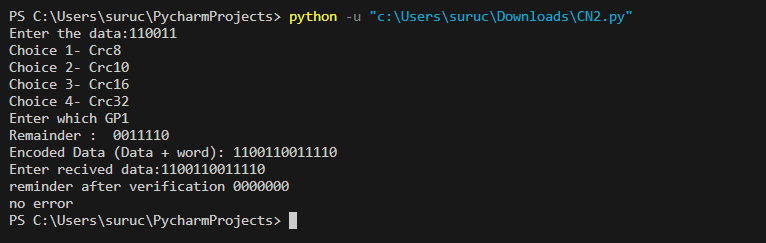 PS C:\Users\suruc\PycharmProjects> python -u "c:\Users\suruc\Downloads\CN2.py"
Enter the data:110011
Choice 1- Crc8
Choice 2- Crc10
Choice 3- Crc16
Choice 4- Crc32
Enter which GP1
Remainder :  0011110
Encoded Data (Data + word): 1100110011110
Enter recived data:1100110011110
reminder after verification 0000000
no error
PS C:\Users\suruc\PycharmProjects>